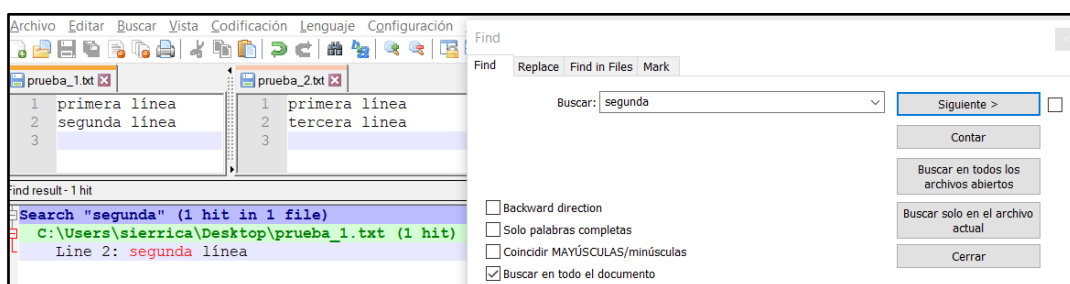 Archivo Editar Buscar Vista Codificación Lenguaje Configuración
prueba_1.txt
1 primera línea
2 segunda línea
3
prueba_2.txt
1 primera línea
2 tercera linea
3
Find result - 1 hit
Search "segunda" (1 hit in 1 file)
C:\Users\sierrica\Desktop\prueba_1.txt (1 hit)
Line 2: segunda línea
Find
Find Replace Find in Files Mark
Buscar: segunda
Siguiente >
Contar
Buscar en todos los
archivos abiertos
Buscar solo en el archivo
actual
Cerrar
Backward direction
Solo palabras completas
Coincidir MAYÚSCULAS/minúsculas
Buscar en todo el documento